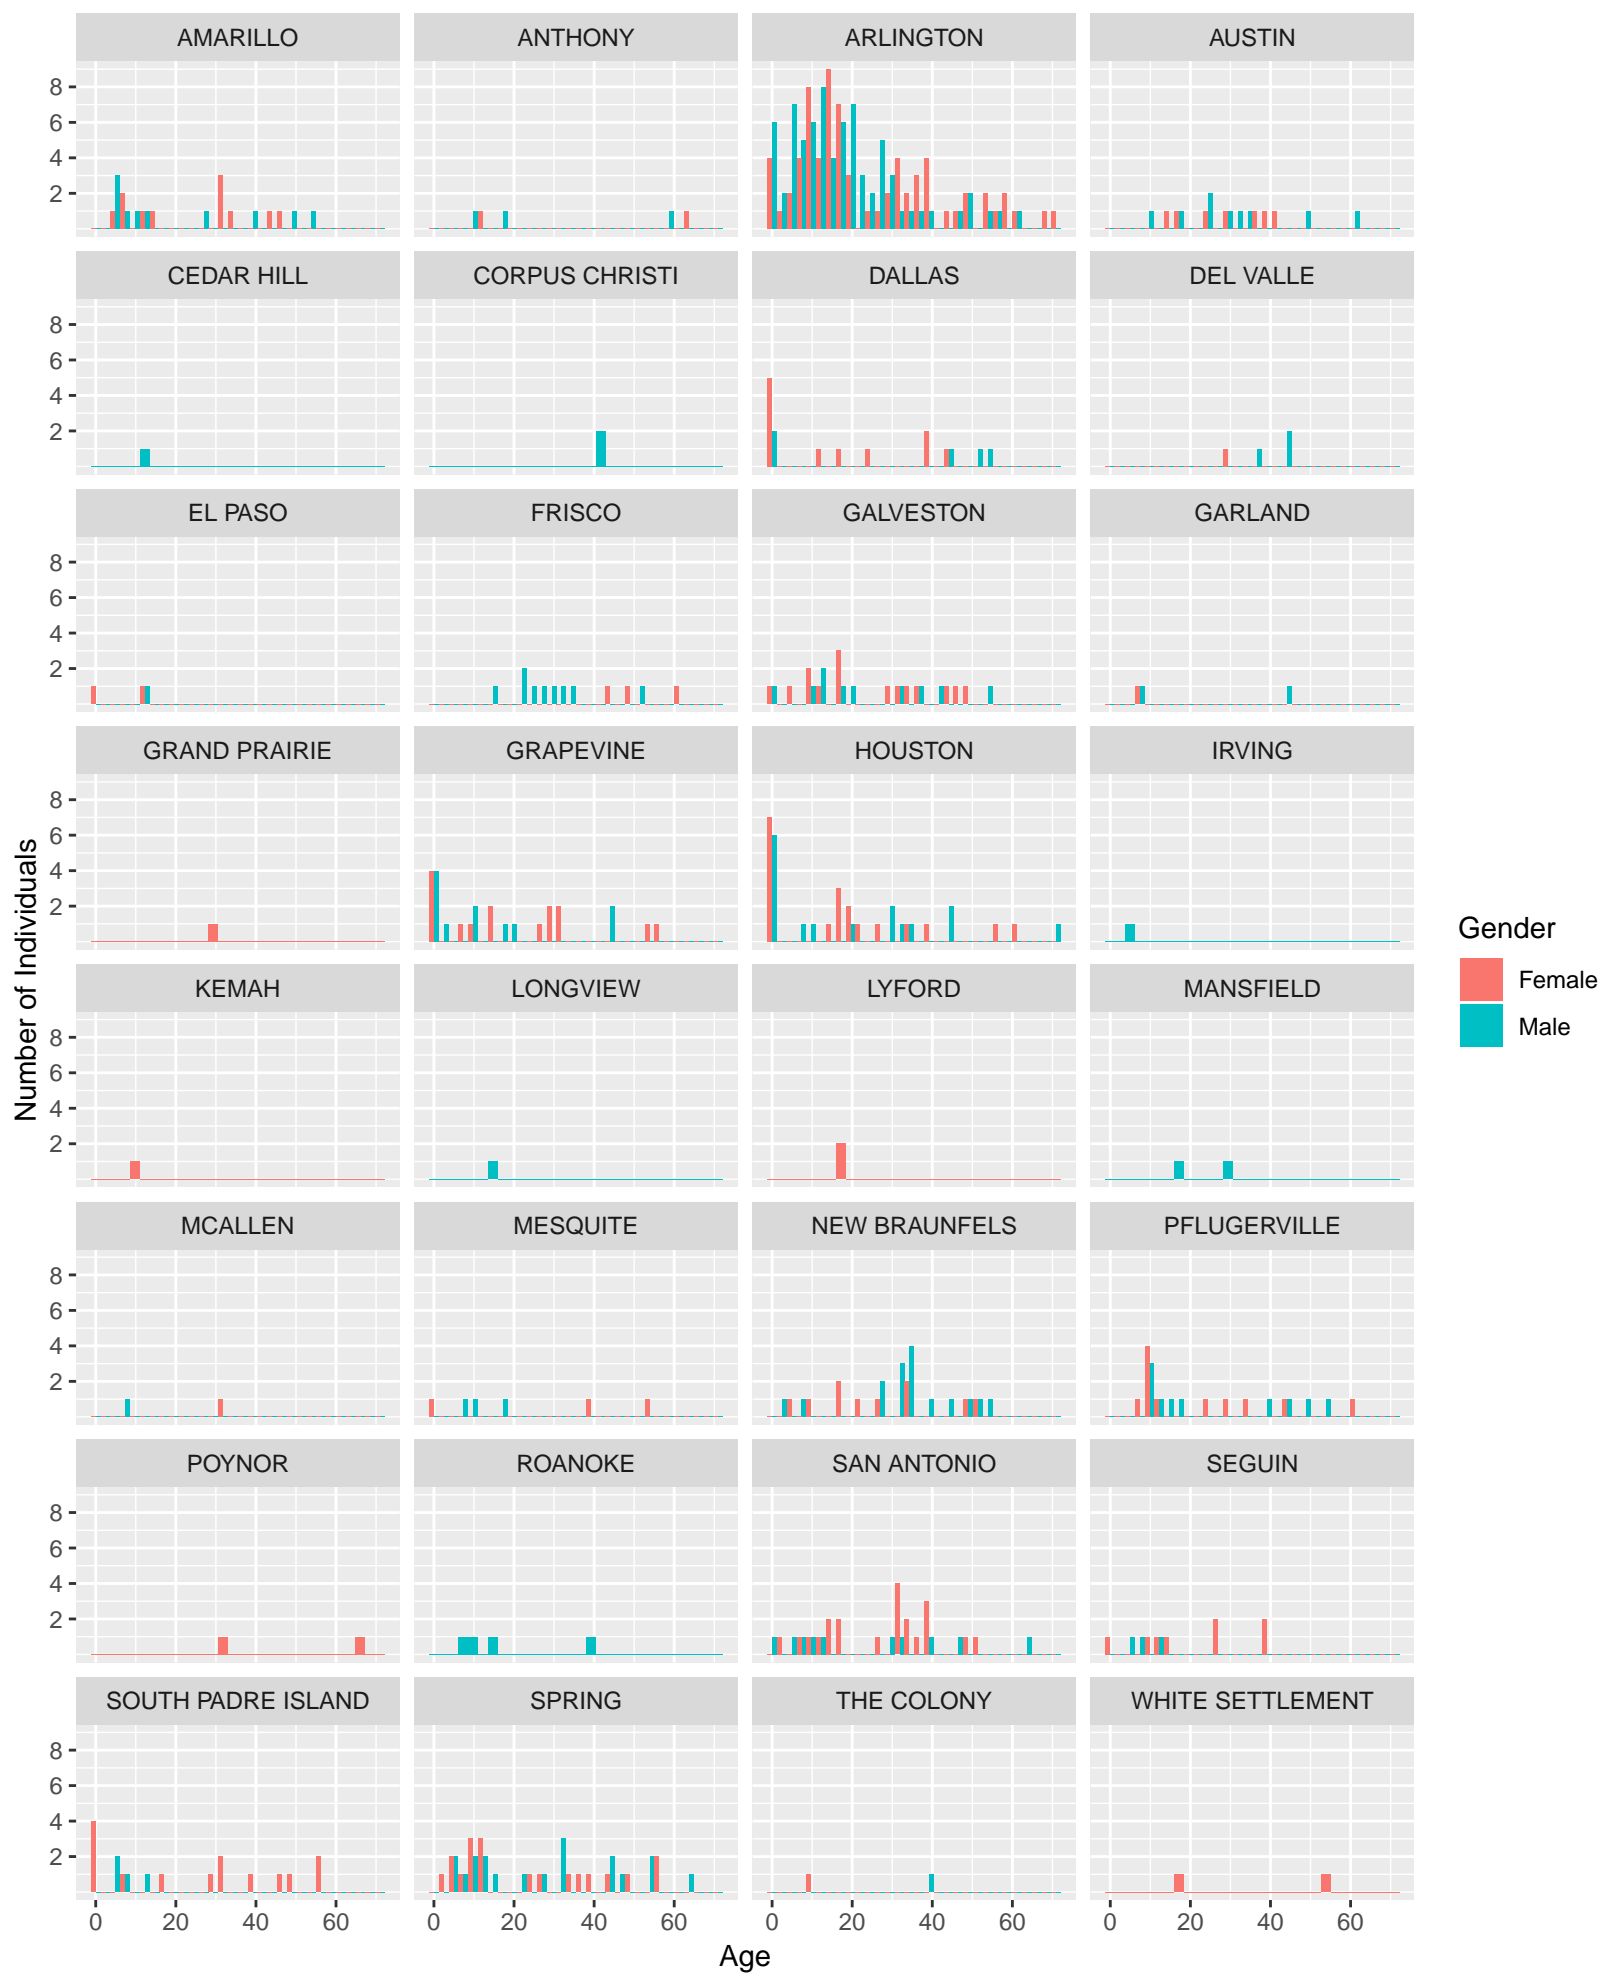 AMARILLO ANTHONY ARLINGTON AUSTIN
8
6
4
2
CEDAR HILL CORPUS CHRISTI DALLAS DEL VALLE
8
6
4
2
EL PASO FRISCO GALVESTON GARLAND
8
6
4
2
GRAND PRAIRIE GRAPEVINE HOUSTON IRVING
8
6
4
2
KEMAH LONGVIEW LYFORD MANSFIELD
8
6
4
2
MCALLEN MESQUITE NEW BRAUNFELS PFLUGERVILLE
8
6
4
2
POYNOR ROANOKE SAN ANTONIO SEGUIN
8
6
4
2
SOUTH PADRE ISLAND SPRING THE COLONY WHITE SETTLEMENT
8
6
4
2
0 20 40 60 0 20 40 60 0 20 40 60 0 20 40 60
Age
Number of Individuals
Gender
Female
Male